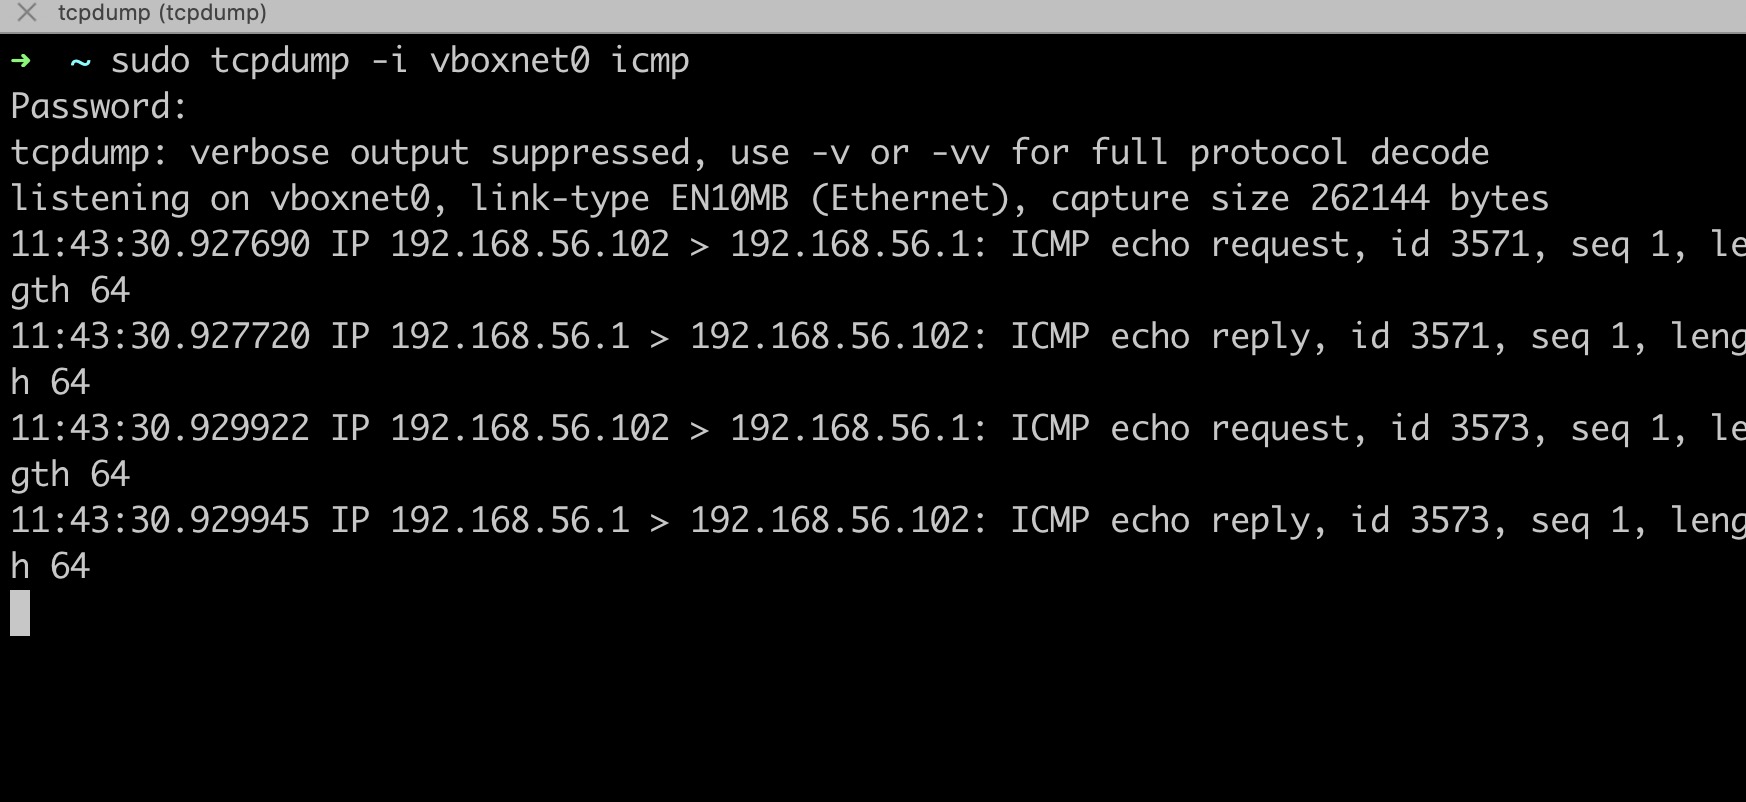 tcpdump (tcpdump)
➜ ~ sudo tcpdump -i vboxnet0 icmp
Password:
tcpdump: verbose output suppressed, use -v or -vv for full protocol decode
listening on vboxnet0, link-type EN10MB (Ethernet), capture size 262144 bytes
11:43:30.927690 IP 192.168.56.102 > 192.168.56.1: ICMP echo request, id 3571, seq 1, le
gth 64
11:43:30.927720 IP 192.168.56.1 > 192.168.56.102: ICMP echo reply, id 3571, seq 1, leng
h 64
11:43:30.929922 IP 192.168.56.102 > 192.168.56.1: ICMP echo request, id 3573, seq 1, le
gth 64
11:43:30.929945 IP 192.168.56.1 > 192.168.56.102: ICMP echo reply, id 3573, seq 1, leng
h 64